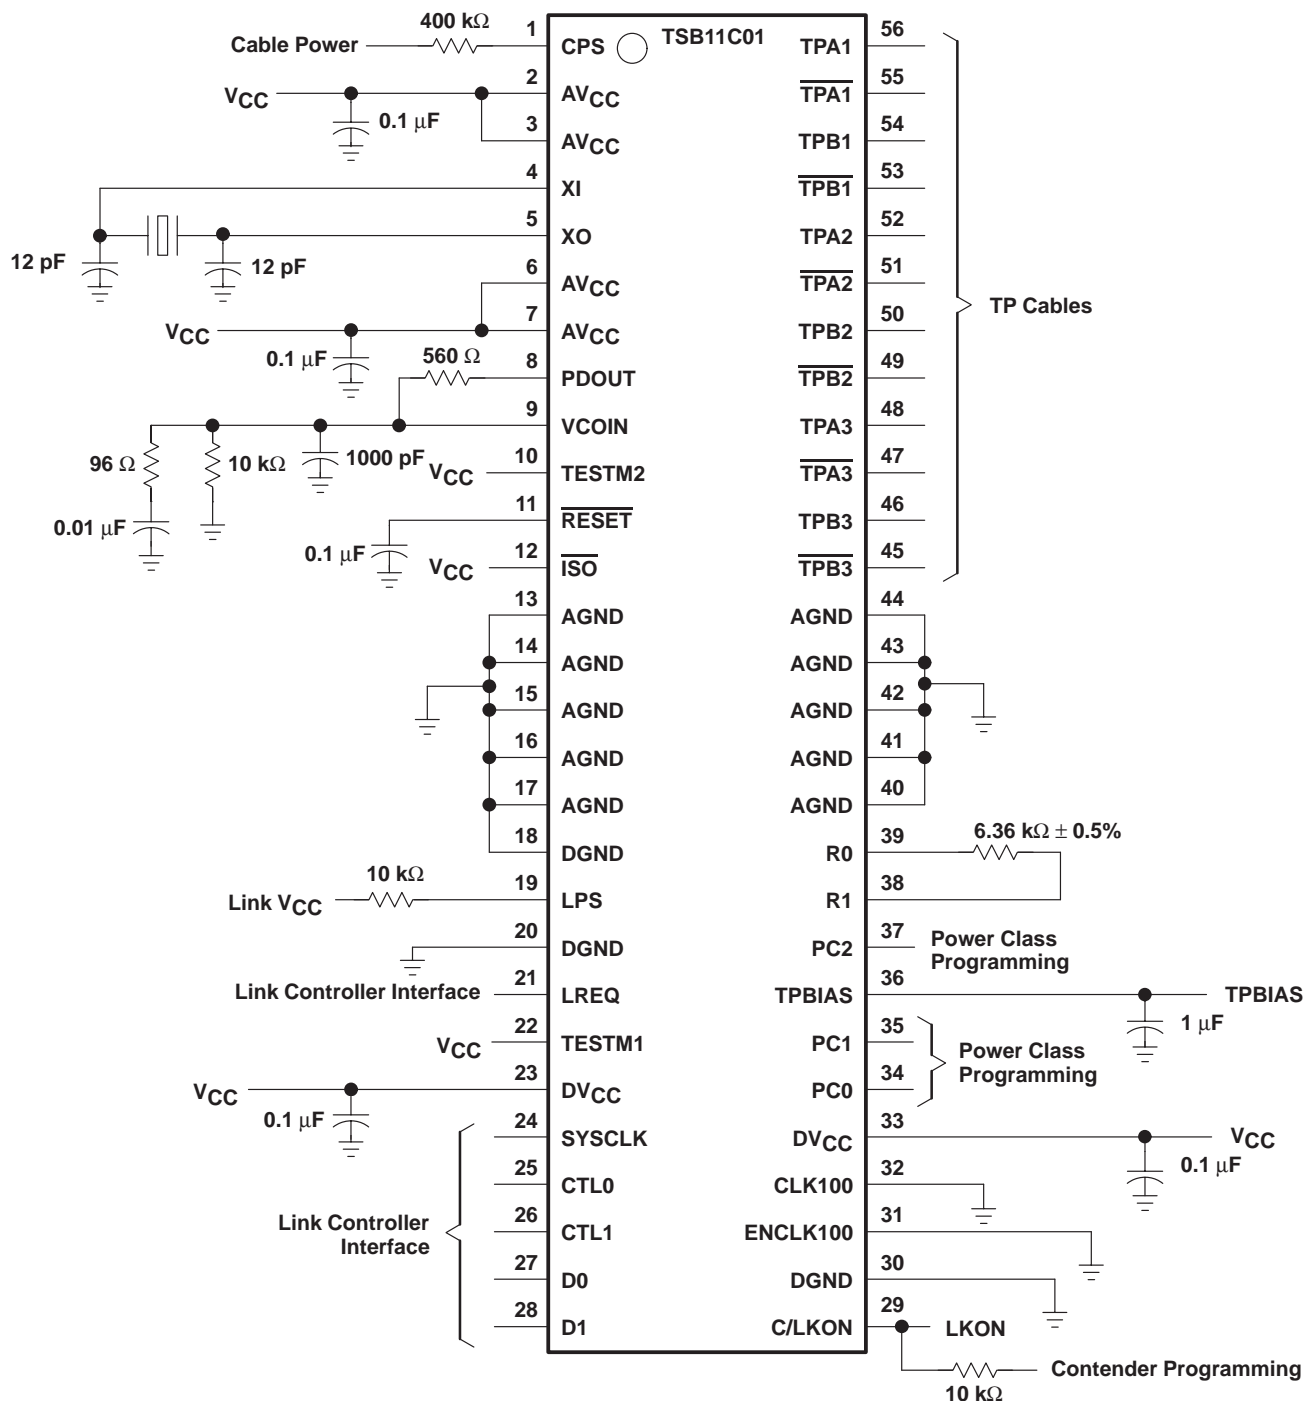 TSB11C01
400 kΩ
Cable Power
1 CPS
2 AVCC
VCC
0.1 μF
3 AVCC
4 XI
5 XO
12 pF
12 pF
6 AVCC
7 AVCC
VCC
0.1 μF
560 Ω
8 PDOUT
9 VCOIN
96 Ω
10 kΩ
1000 pF
0.01 μF
VCC
10 TESTM2
11 RESET
0.1 μF
VCC
12 ISO
13 AGND
14 AGND
15 AGND
16 AGND
17 AGND
18 DGND
10 kΩ
Link VCC
19 LPS
20 DGND
Link Controller Interface
21 LREQ
VCC
22 TESTM1
VCC
23 DVCC
0.1 μF
24 SYSCLK
25 CTL0
26 CTL1
27 D0
28 D1
Link Controller
Interface
TPA1 56
TPA1 55
TPB1 54
TPB1 53
TPA2 52
TPA2 51
TPB2 50
TPB2 49
TPA3 48
TPA3 47
TPB3 46
TPB3 45
TP Cables
AGND 44
AGND 43
AGND 42
AGND 41
AGND 40
R0 39
6.36 kΩ ± 0.5%
R1 38
PC2 37
Power Class
Programming
TPBIAS 36
TPBIAS
1 μF
PC1 35
PC0 34
Power Class
Programming
DVCC 33
VCC
0.1 μF
CLK100 32
ENCLK100 31
DGND 30
C/LKON 29
LKON
Contender Programming
10 kΩ